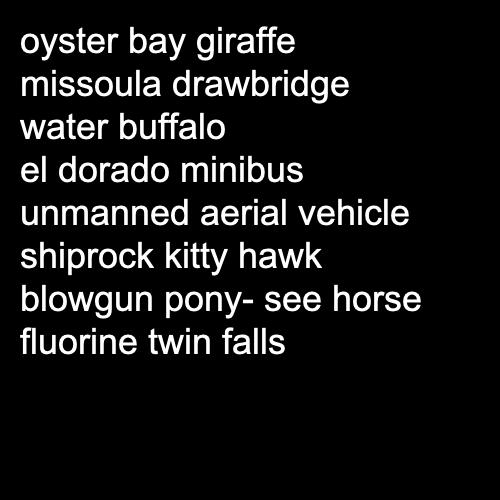 oyster bay giraffe
missoula drawbridge
water buffalo
el dorado minibus
unmanned aerial vehicle
shiprock kitty hawk
blowgun pony- see horse
fluorine twin falls